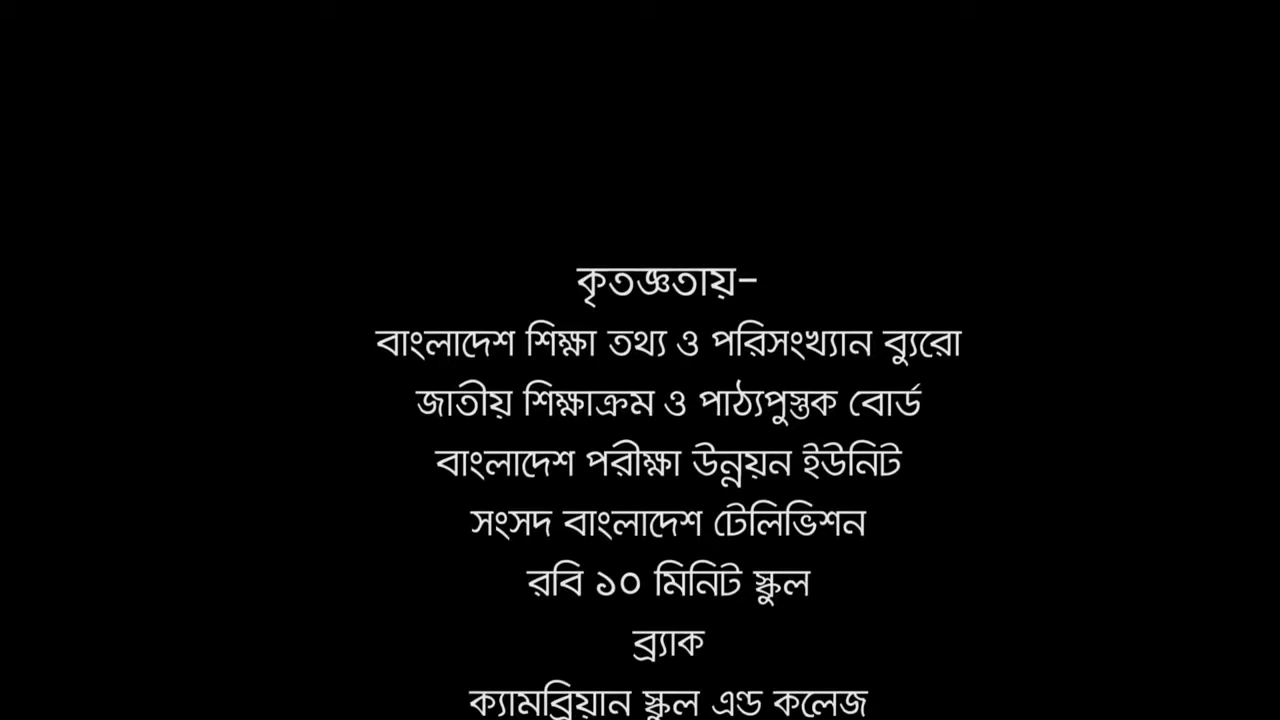 কৃতজ্ঞতায়-
বাংলাদেশ শিক্ষা তথ্য ও পরিসংখ্যান ব্যুরো
জাতীয় শিক্ষাক্রম ও পাঠ্যপুস্তক বোর্ড
বাংলাদেশ পরীক্ষা উন্নয়ন ইউনিট
সংসদ বাংলাদেশ টেলিভিশন
রবি ১০ মিনিট স্কুল
ব্র্যাক
ক্যামব্রিয়ান স্কুল এণ্ড কলেজ